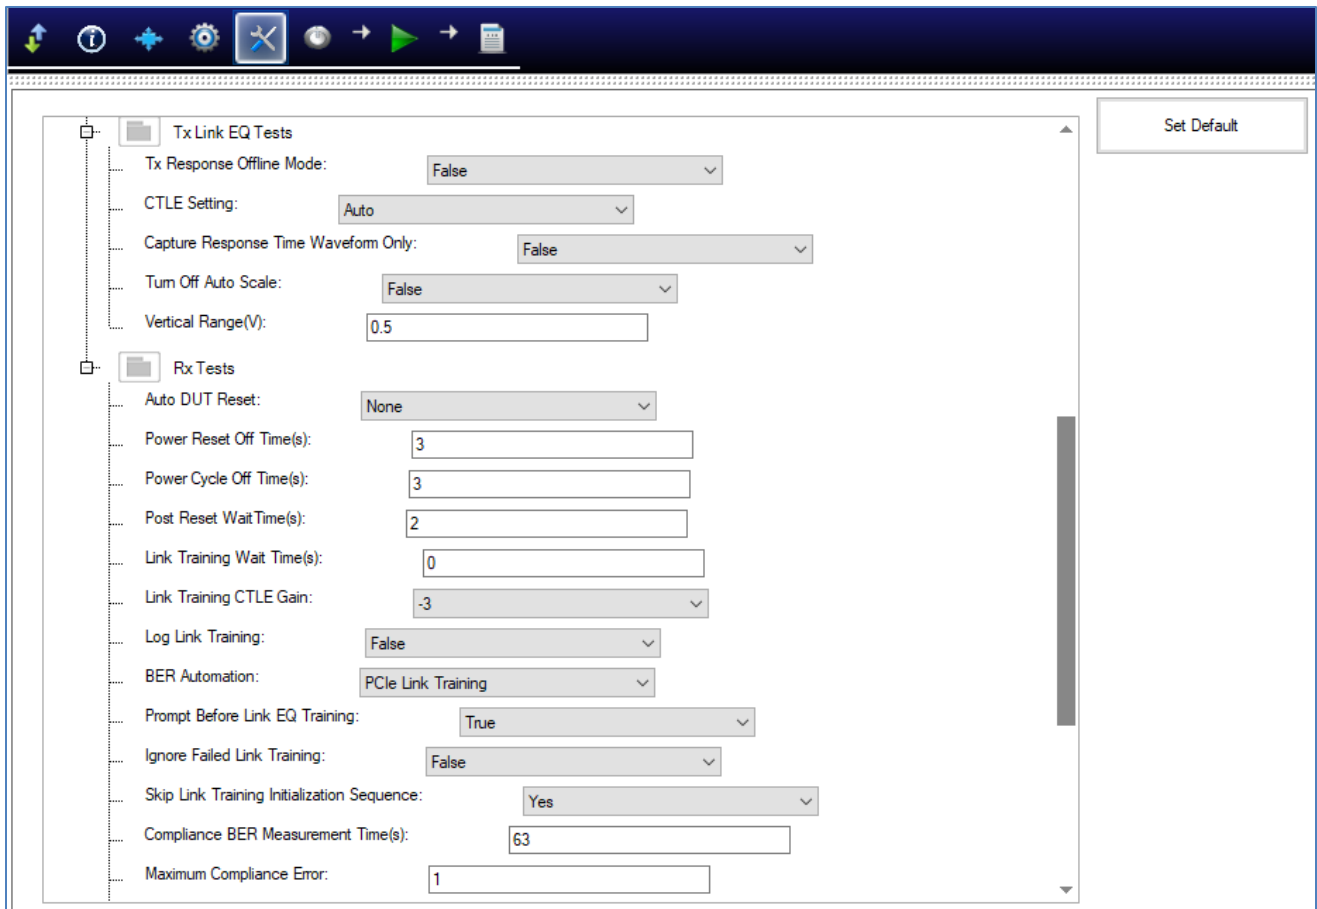 Set Default
Tx Link EQ Tests
Tx Response Offline Mode: False
CTLE Setting: Auto
Capture Response Time Waveform Only: False
Turn Off Auto Scale: False
Vertical Range(V): 0.5
Rx Tests
Auto DUT Reset: None
Power Reset Off Time(s): 3
Power Cycle Off Time(s): 3
Post Reset WaitTime(s): 2
Link Training Wait Time(s): 0
Link Training CTLE Gain: -3
Log Link Training: False
BER Automation: PCIe Link Training
Prompt Before Link EQ Training: True
Ignore Failed Link Training: False
Skip Link Training Initialization Sequence: Yes
Compliance BER Measurement Time(s): 63
Maximum Compliance Error: 1